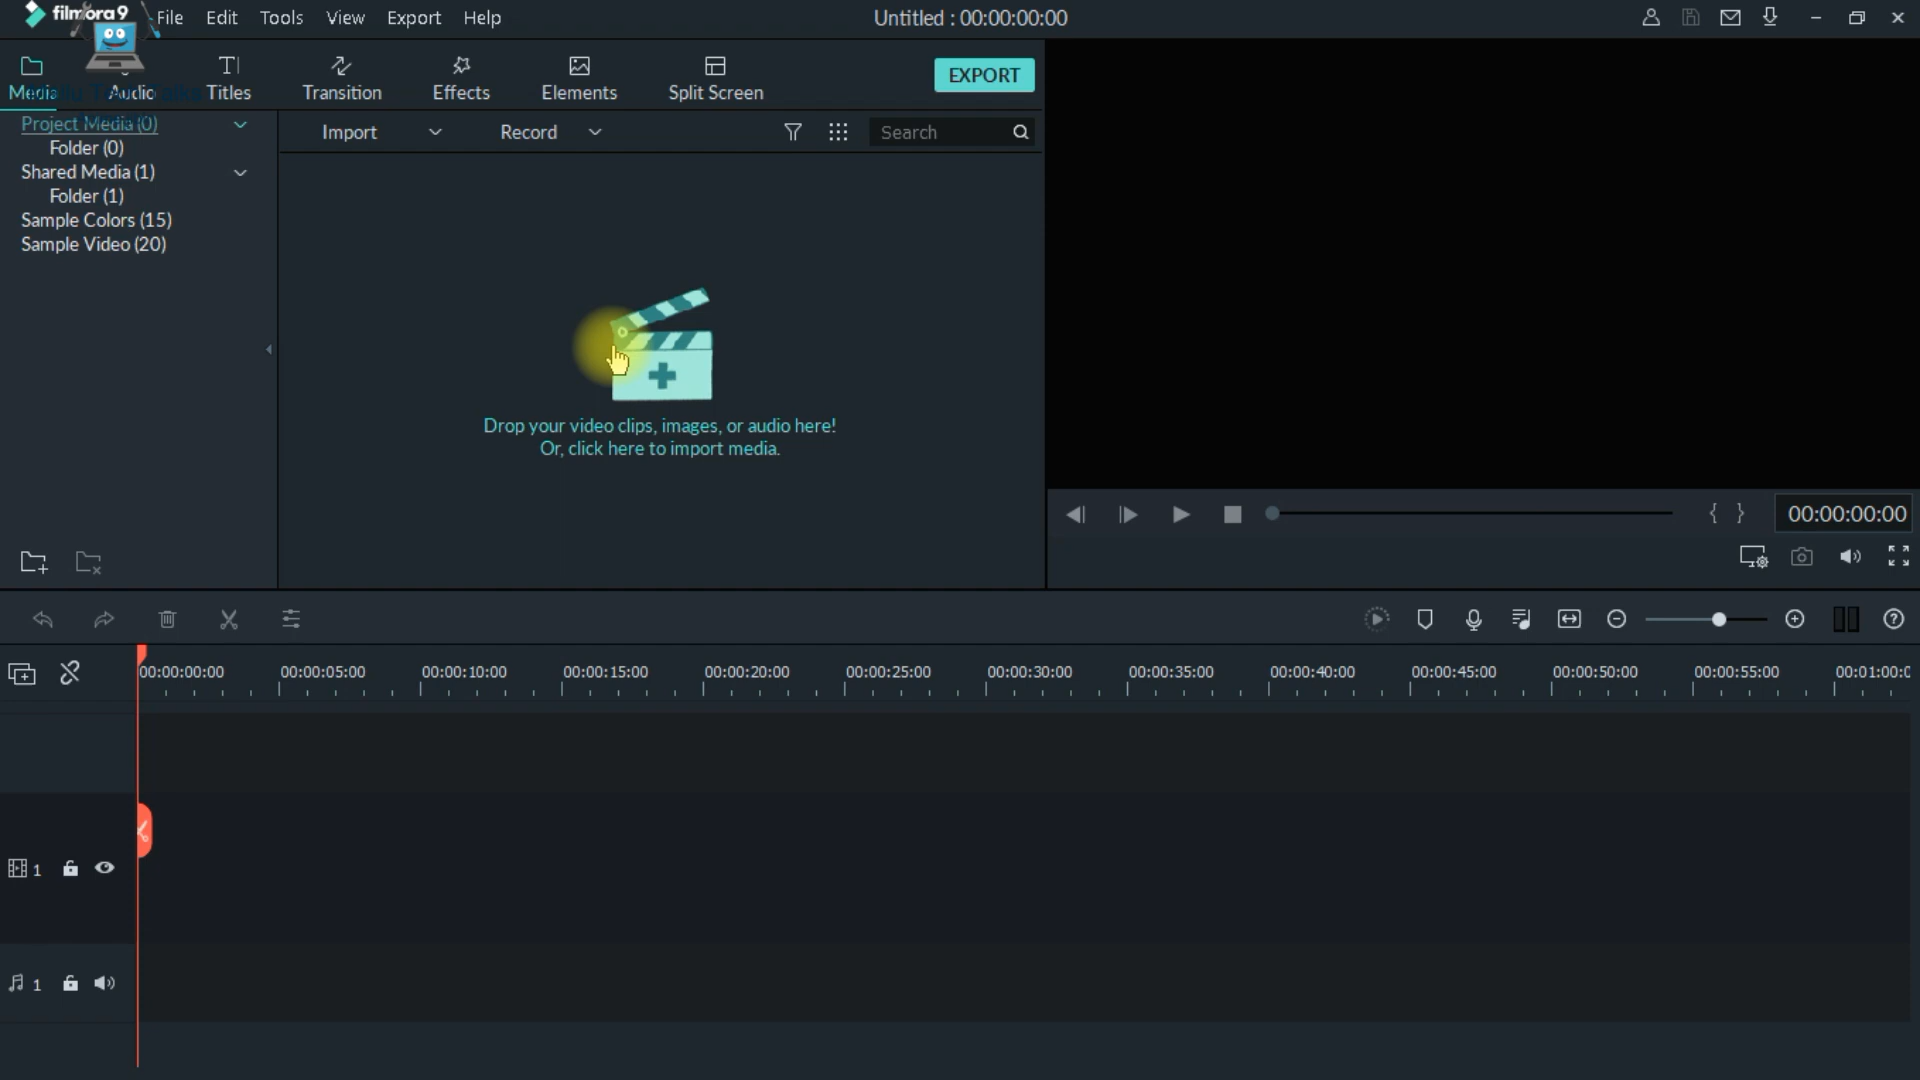 filmora9 File Edit Tools View Export Help Untitled : 00:00:00:00
Media Audio Titles Transition Effects Elements Split Screen EXPORT
Project Media (0)
Folder (0)
Shared Media (1)
Folder (1)
Sample Colors (15)
Sample Video (20)
Import Record Search
Drop your video clips, images, or audio here!
Or, click here to import media.
00:00:00:00
00:00:00:00 00:00:05:00 00:00:10:00 00:00:15:00 00:00:20:00 00:00:25:00 00:00:30:00 00:00:35:00 00:00:40:00 00:00:45:00 00:00:50:00 00:00:55:00 00:01:00:0
1
1